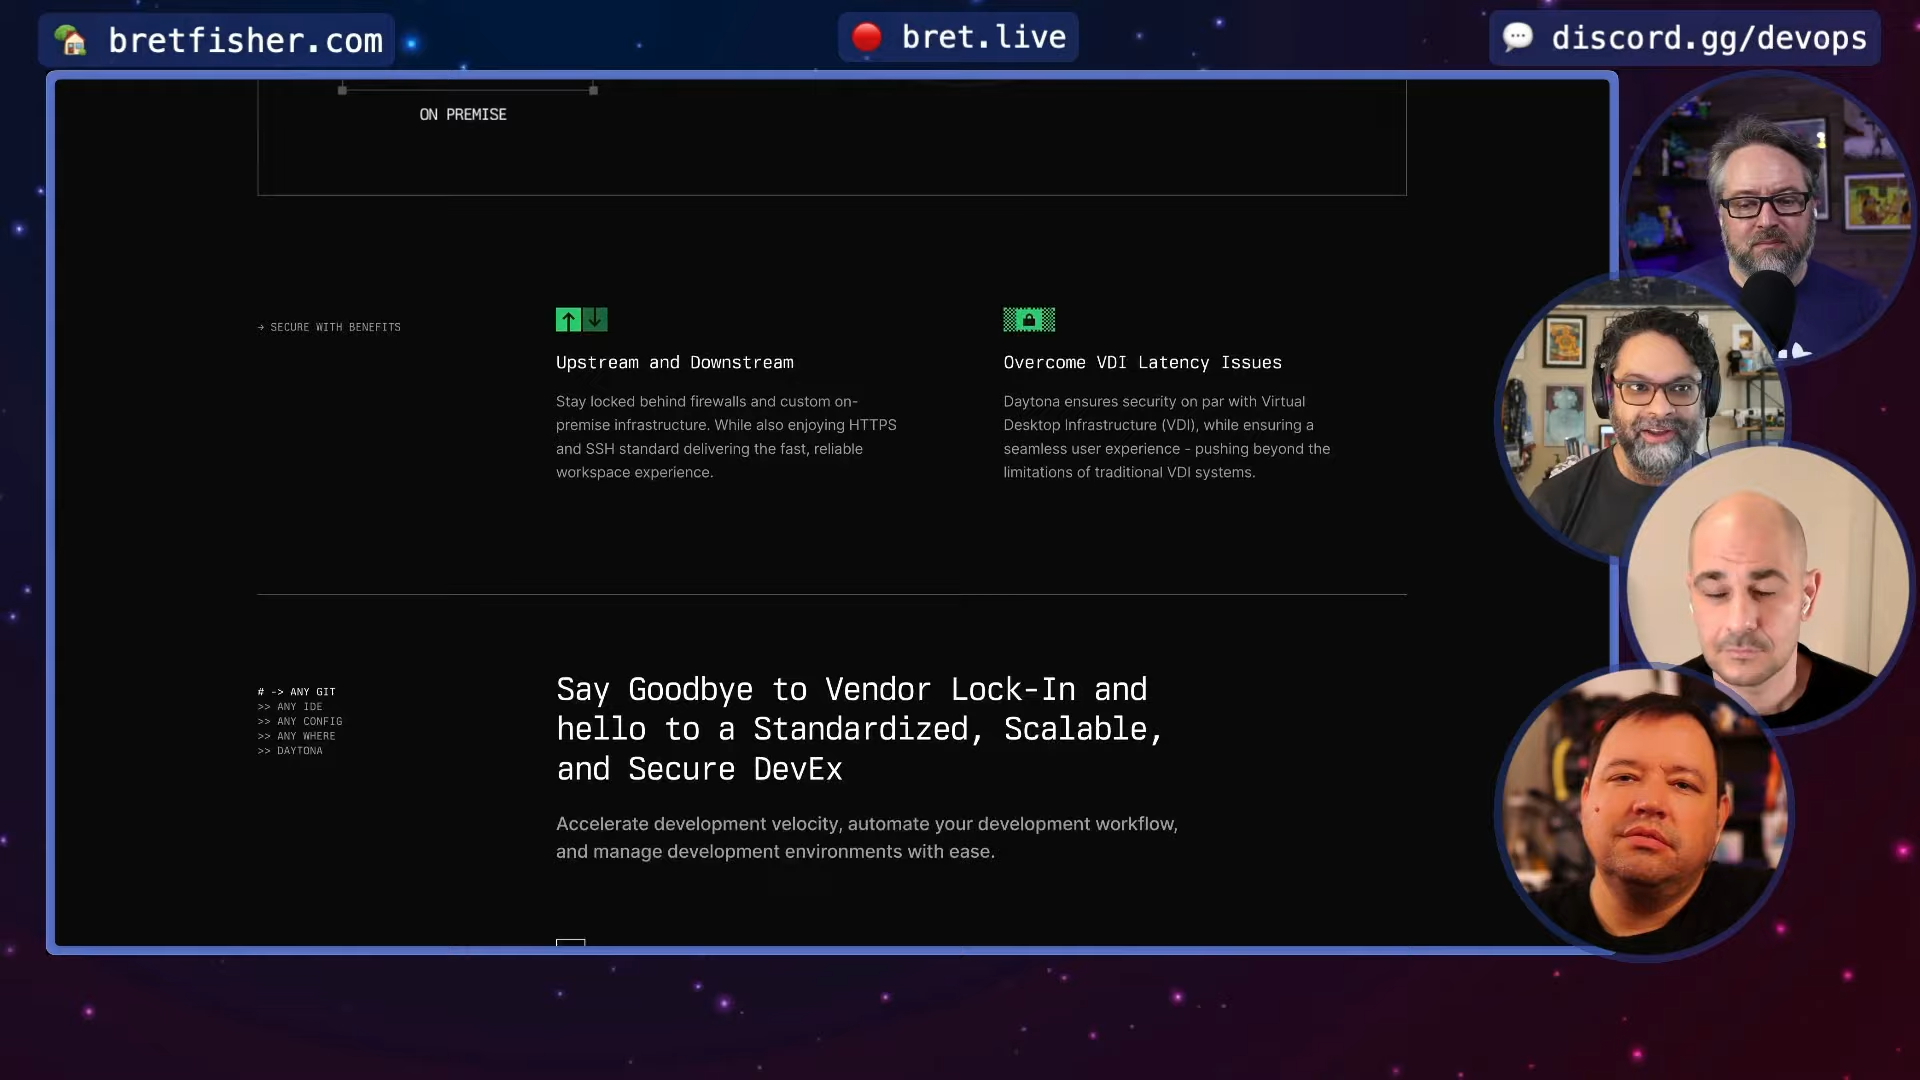 bretfisher.com
bret.live
discord.gg/devops
ON PREMISE
→ SECURE WITH BENEFITS
Upstream and Downstream
Stay locked behind firewalls and custom on-
premise infrastructure. While also enjoying HTTPS
and SSH standard delivering the fast, reliable
workspace experience.
Overcome VDI Latency Issues
Daytona ensures security on par with Virtual
Desktop Infrastructure (VDI), while ensuring a
seamless user experience - pushing beyond the
limitations of traditional VDI systems.
# -> ANY GIT
>> ANY IDE
>> ANY CONFIG
>> ANY WHERE
>> DAYTONA
Say Goodbye to Vendor Lock-In and
hello to a Standardized, Scalable,
and Secure DevEx
Accelerate development velocity, automate your development workflow,
and manage development environments with ease.